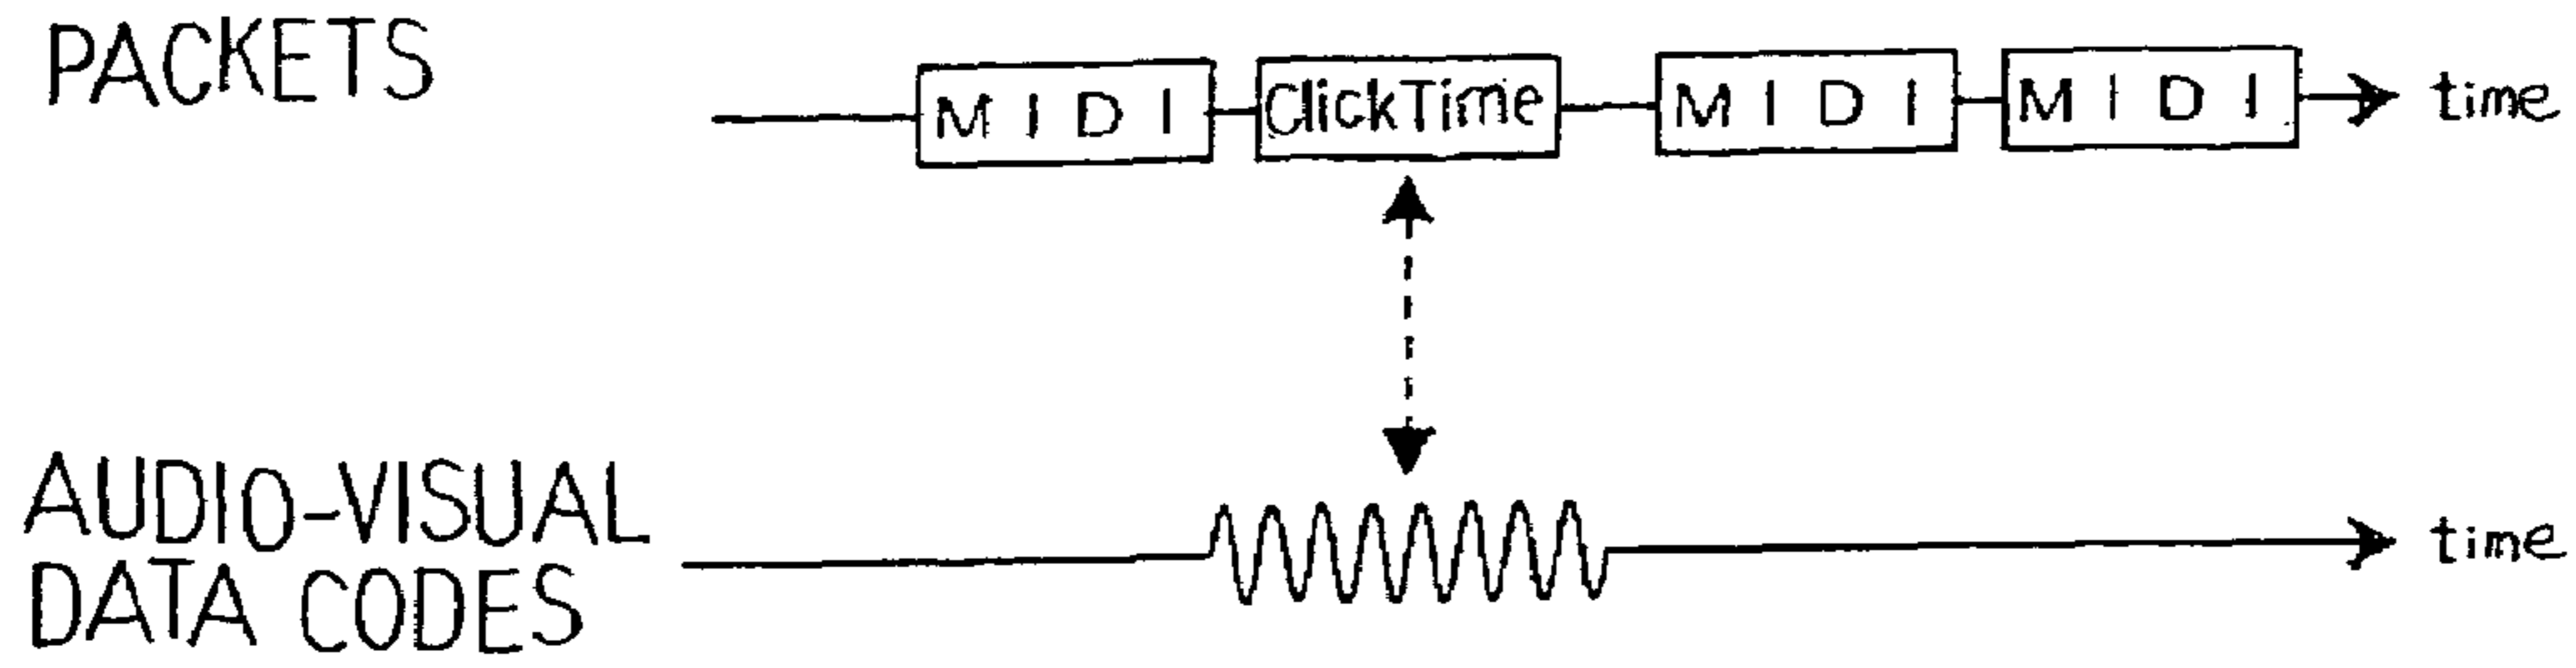 PACKETS
M I D I ClickTime M I D I M I D I time
AUDIO-VISUAL
DATA CODES
time